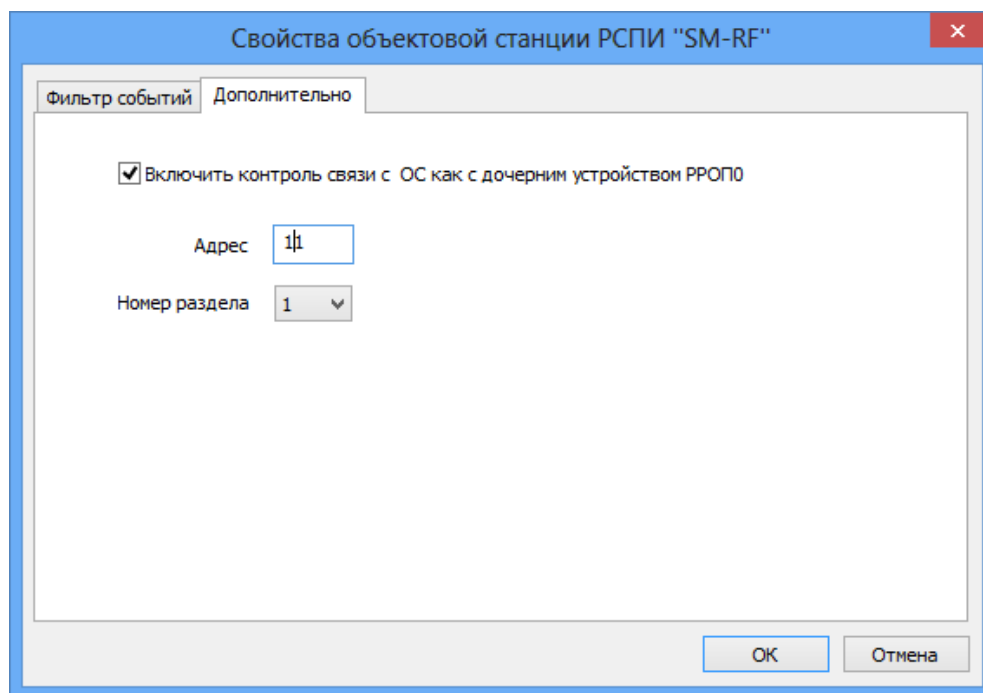 Свойства объектовой станции РСПИ "SM-RF"
Фильтр событий Дополнительно
Включить контроль связи с ОС как с дочерним устройством РРОП0
Адрес 11
Номер раздела 1
OK Отмена